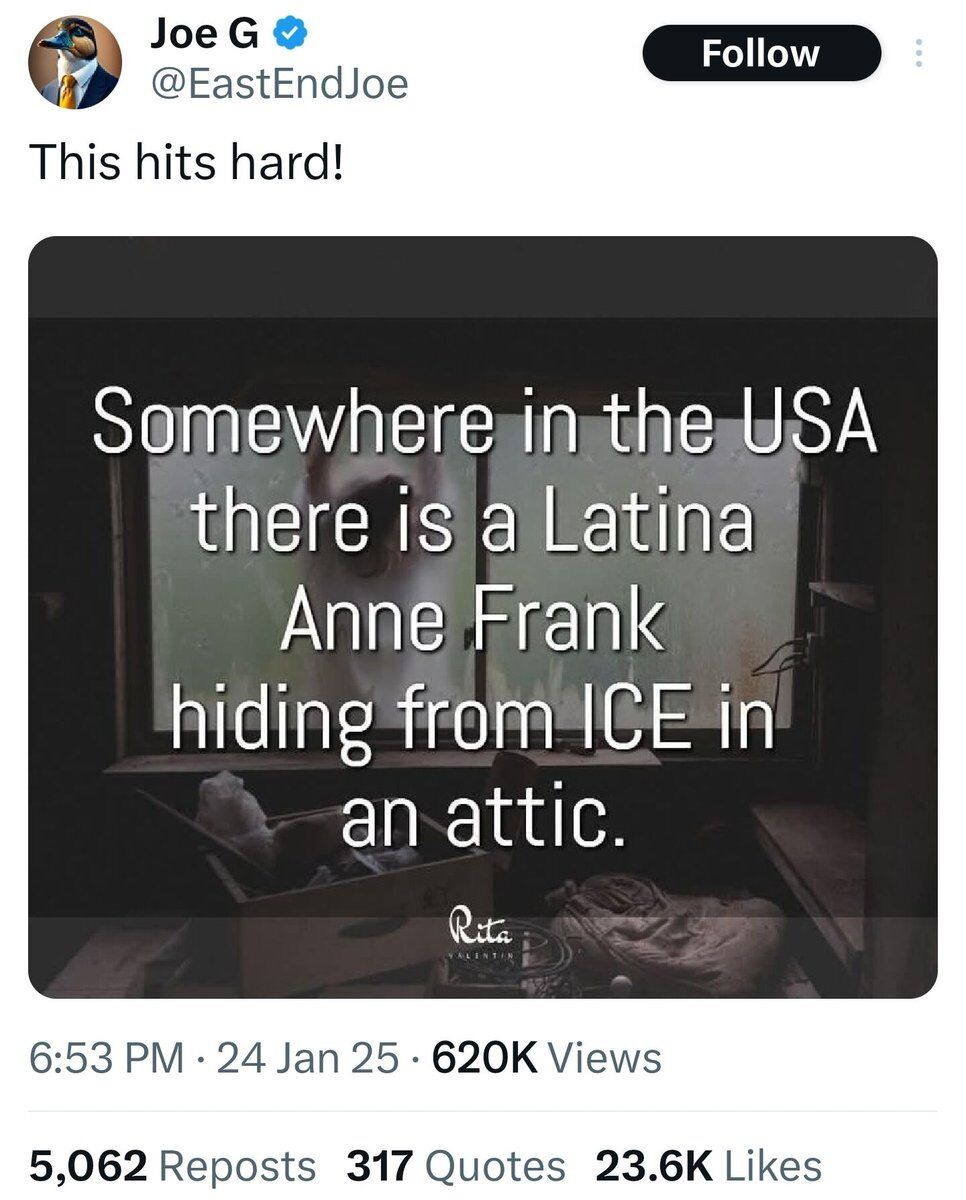 Joe G
@EastEndJoe
Follow
This hits hard!
Somewhere in the USA
there is a Latina
Anne Frank
hiding from ICE in
an attic.
Rita
VALENTIN
6:53 PM · 24 Jan 25 · 620K Views
5,062 Reposts 317 Quotes 23.6K Likes